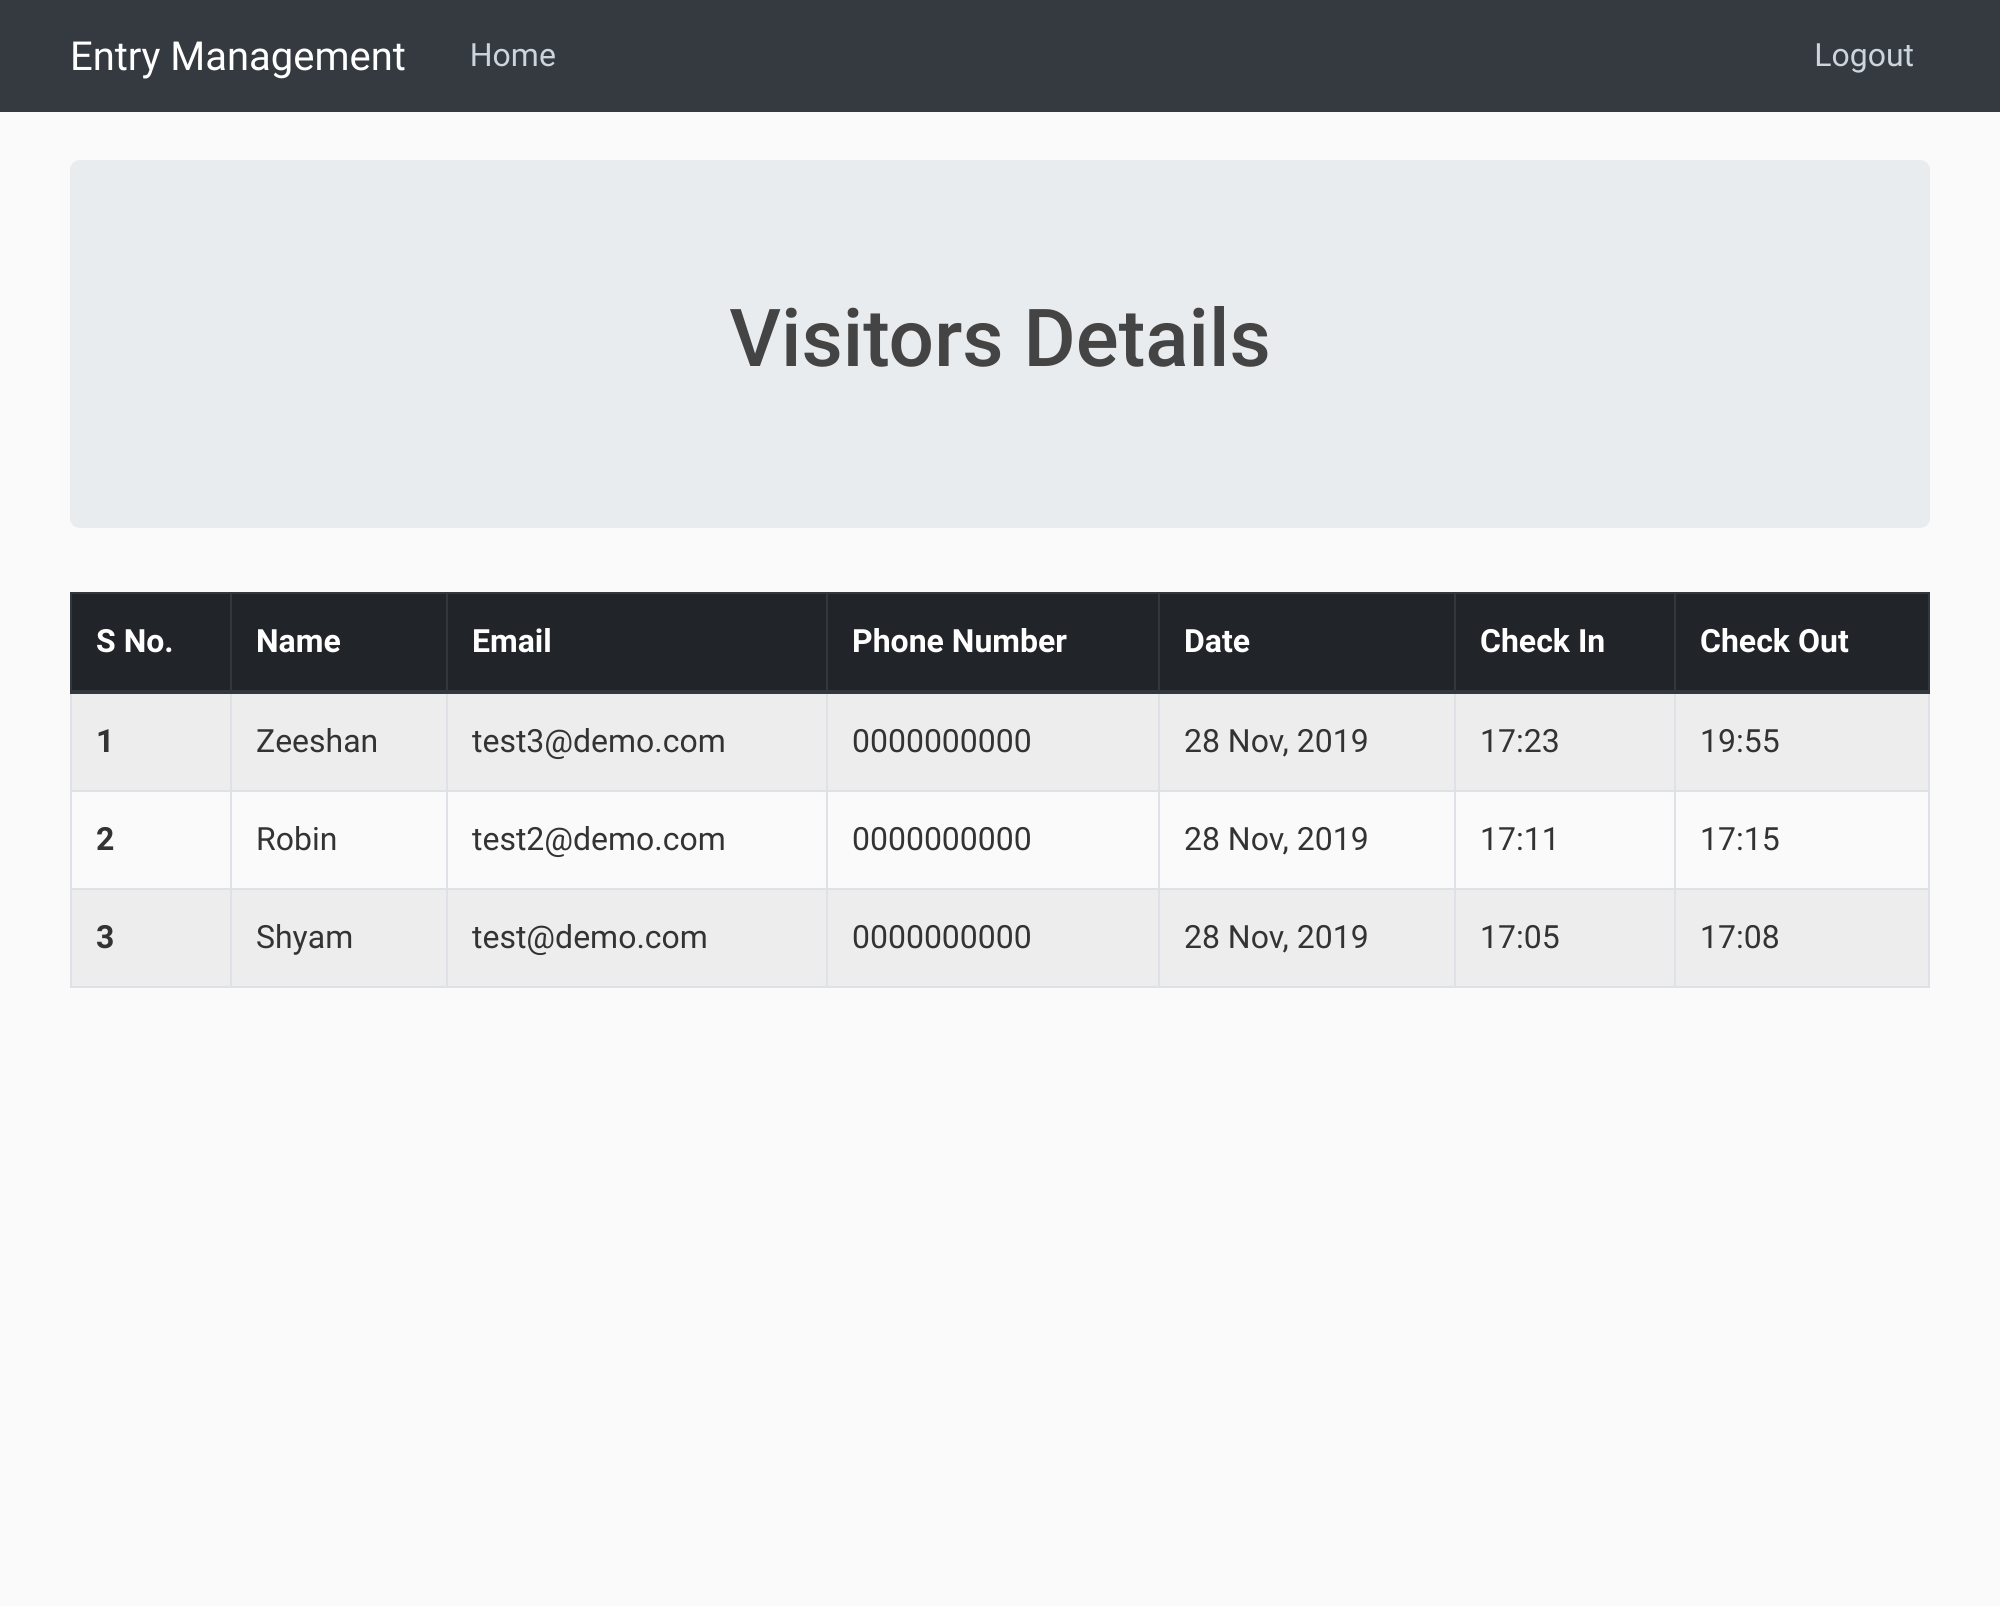 Entry Management Home Logout
Visitors Details
S No. Name Email Phone Number Date Check In Check Out
1 Zeeshan test3@demo.com 0000000000 28 Nov, 2019 17:23 19:55
2 Robin test2@demo.com 0000000000 28 Nov, 2019 17:11 17:15
3 Shyam test@demo.com 0000000000 28 Nov, 2019 17:05 17:08